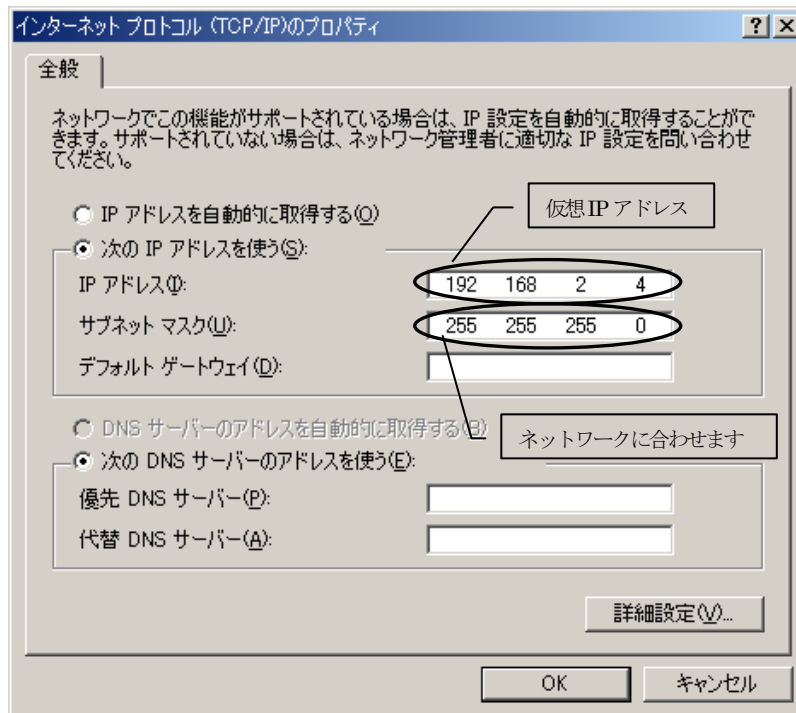 インターネット プロトコル (TCP/IP)のプロパティ
全般
ネットワークでこの機能がサポートされている場合は、IP 設定を自動的に取得することがで
きます。サポートされていない場合は、ネットワーク管理者に適切な IP 設定を問い合わせ
てください。
IP アドレスを自動的に取得する(O)
仮想IP アドレス
次の IP アドレスを使う(S):
IP アドレス(I):
192 168 2 4
サブネット マスク(U):
255 255 255 0
デフォルト ゲートウェイ(D):
DNS サーバーのアドレスを自動的に取得する(B)
ネットワークに合わせます
次の DNS サーバーのアドレスを使う(E):
優先 DNS サーバー(P):
代替 DNS サーバー(A):
詳細設定(V)...
OK
キャンセル